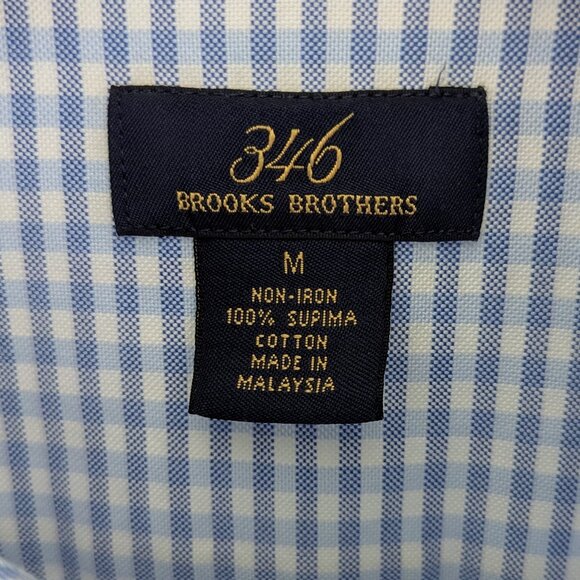 346
BROOKS BROTHERS
M
NON-IRON
100% SUPIMA
COTTON
MADE IN
MALAYSIA